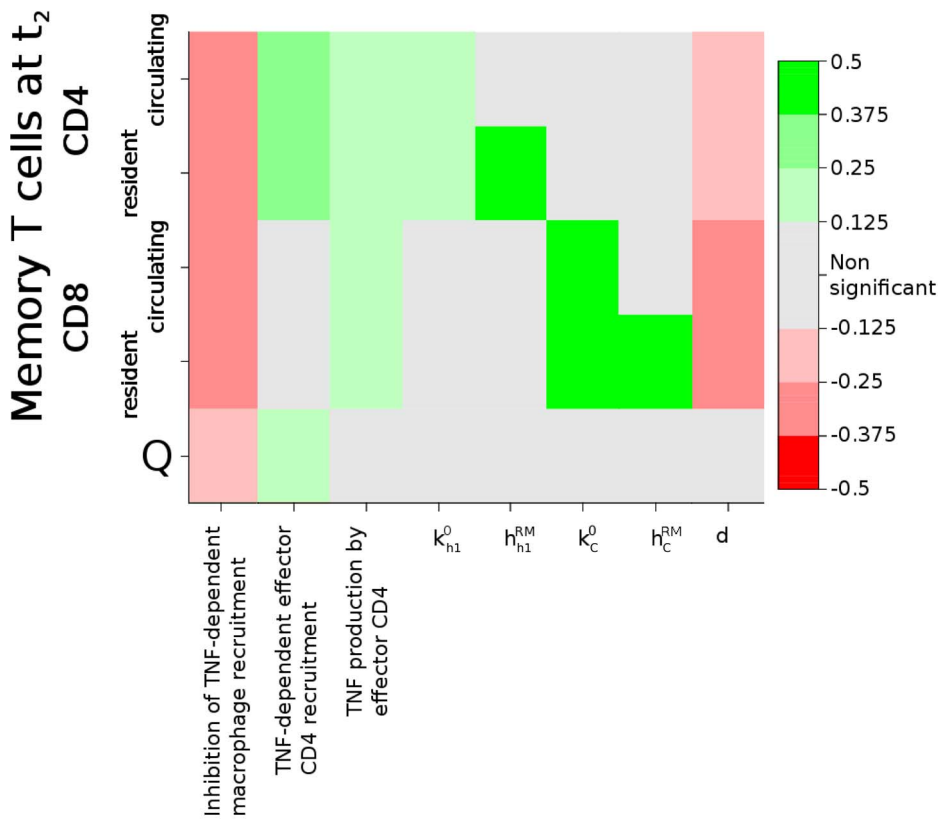 Memory T cells at t2
CD4
CD8
circulating
resident
circulating
resident
Q
0.5
0.375
0.25
0.125
Non
significant
-0.125
-0.25
-0.375
-0.5
Inhibition of TNF-dependent
macrophage recruitment
TNF-dependent effector
CD4 recruitment
TNF production by
effector CD4
k0h1
hRMh1
k0C
hRMC
d